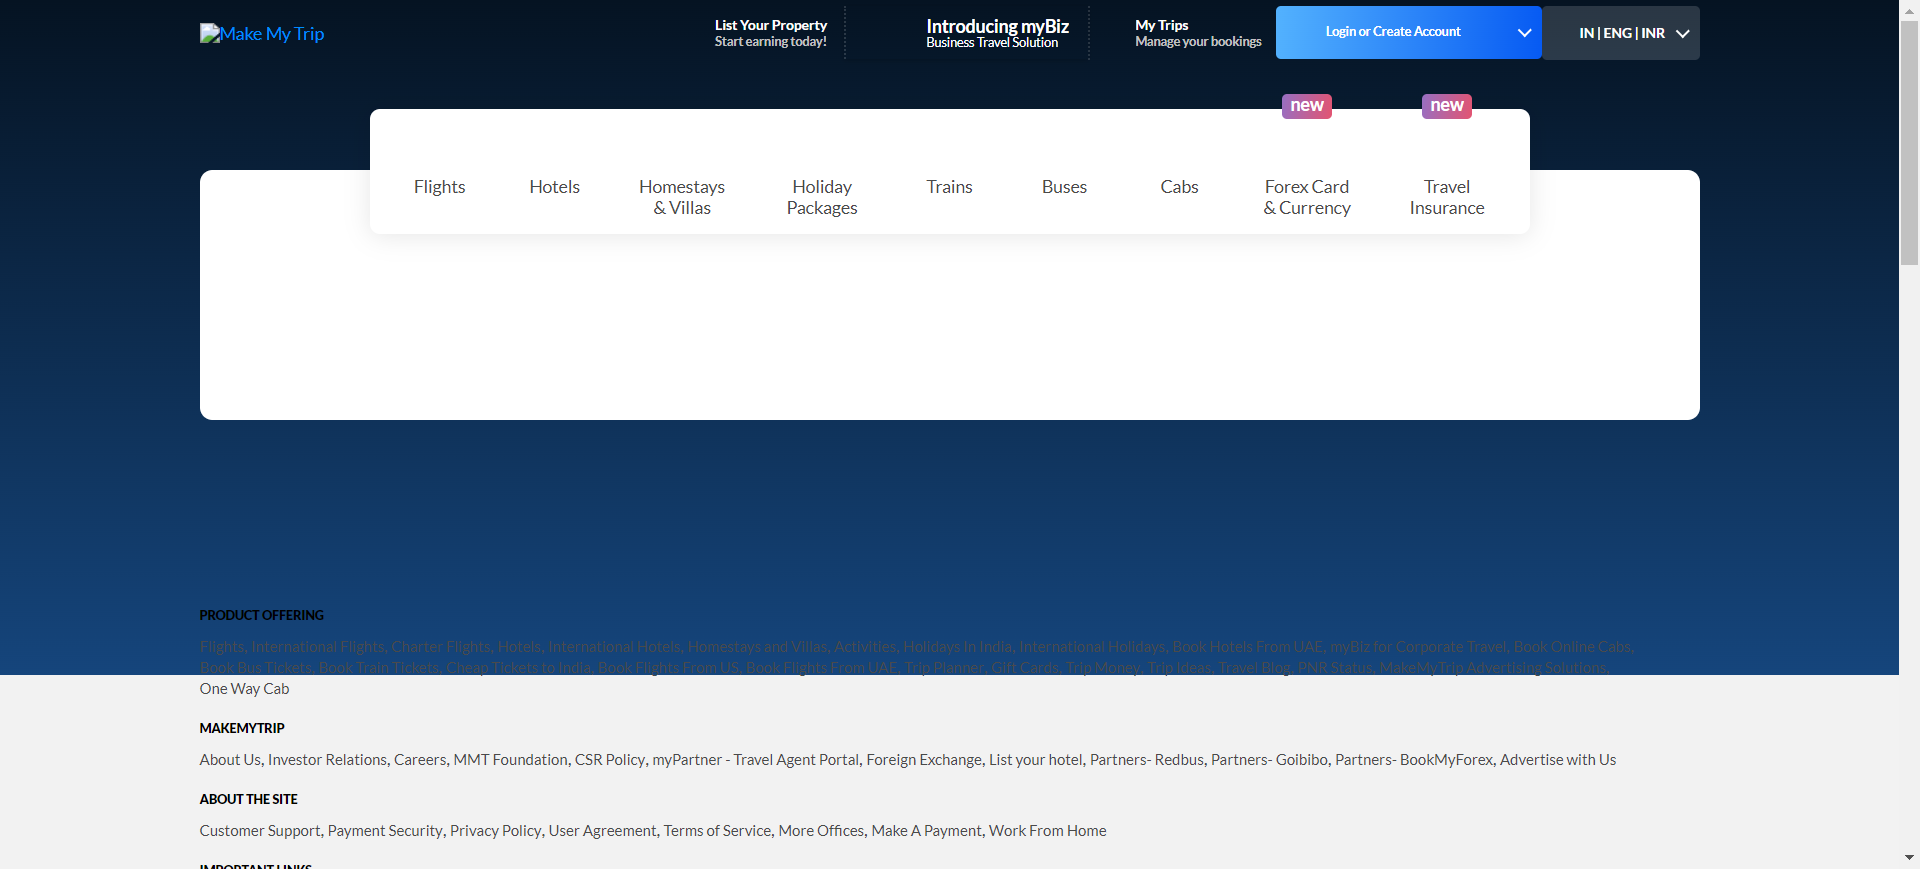 Make My Trip
List Your Property
Start earning today!
Introducing myBiz
Business Travel Solution
My Trips
Manage your bookings
Login or Create Account
IN | ENG | INR
new
new
Flights
Hotels
Homestays
& Villas
Holiday
Packages
Trains
Buses
Cabs
Forex Card
& Currency
Travel
Insurance
PRODUCT OFFERING
Flights, International Flights, Charter Flights, Hotels, International Hotels, Homestays and Villas, Activities, Holidays In India, International Holidays, Book Hotels From UAE, myBiz for Corporate Travel, Book Online Cabs,
Book Bus Tickets, Book Train Tickets, Cheap Tickets to India, Book Flights From US, Book Flights From UAE, Trip Planner, Gift Cards, Trip Money, Trip Ideas, Travel Blog, PNR Status, MakeMyTrip Advertising Solutions,
One Way Cab
MAKEMYTRIP
About Us, Investor Relations, Careers, MMT Foundation, CSR Policy, myPartner - Travel Agent Portal, Foreign Exchange, List your hotel, Partners- Redbus, Partners- Goibibo, Partners- BookMyForex, Advertise with Us
ABOUT THE SITE
Customer Support, Payment Security, Privacy Policy, User Agreement, Terms of Service, More Offices, Make A Payment, Work From Home
IMPORTANT LINKS